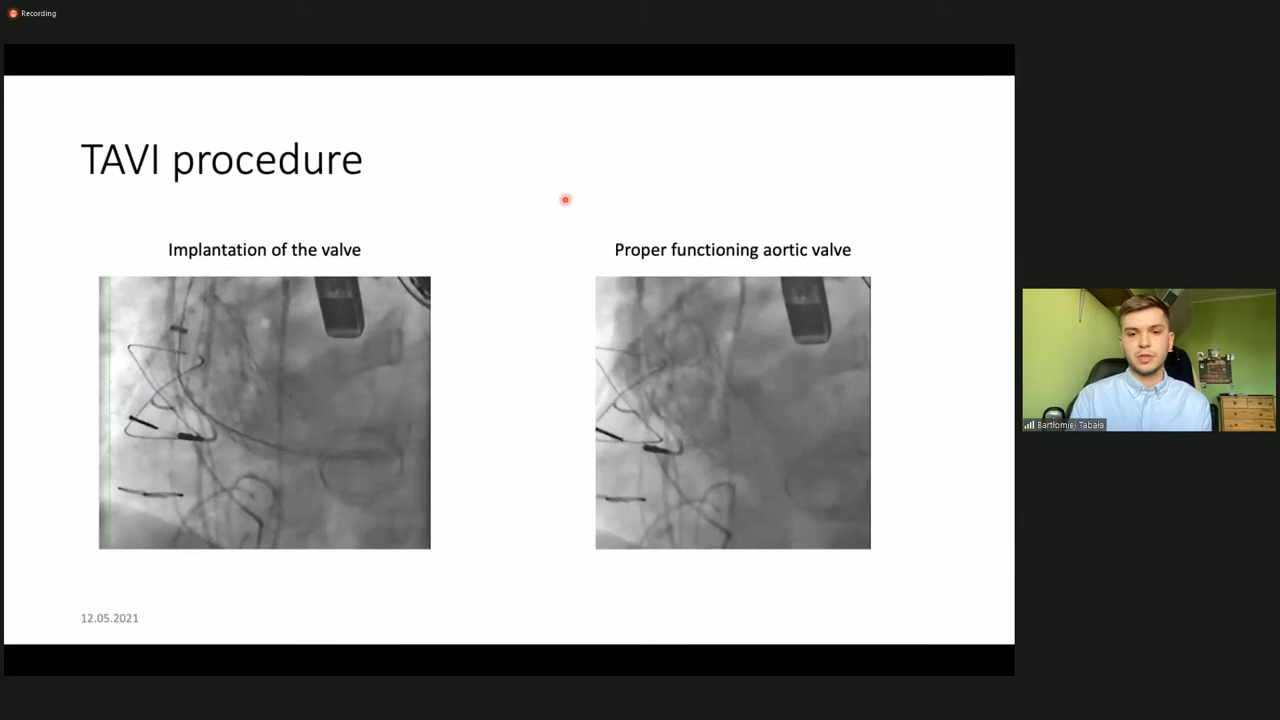 Recording
TAVI procedure
Implantation of the valve
Proper functioning aortic valve
12.05.2021
Bartłomiej Tabała